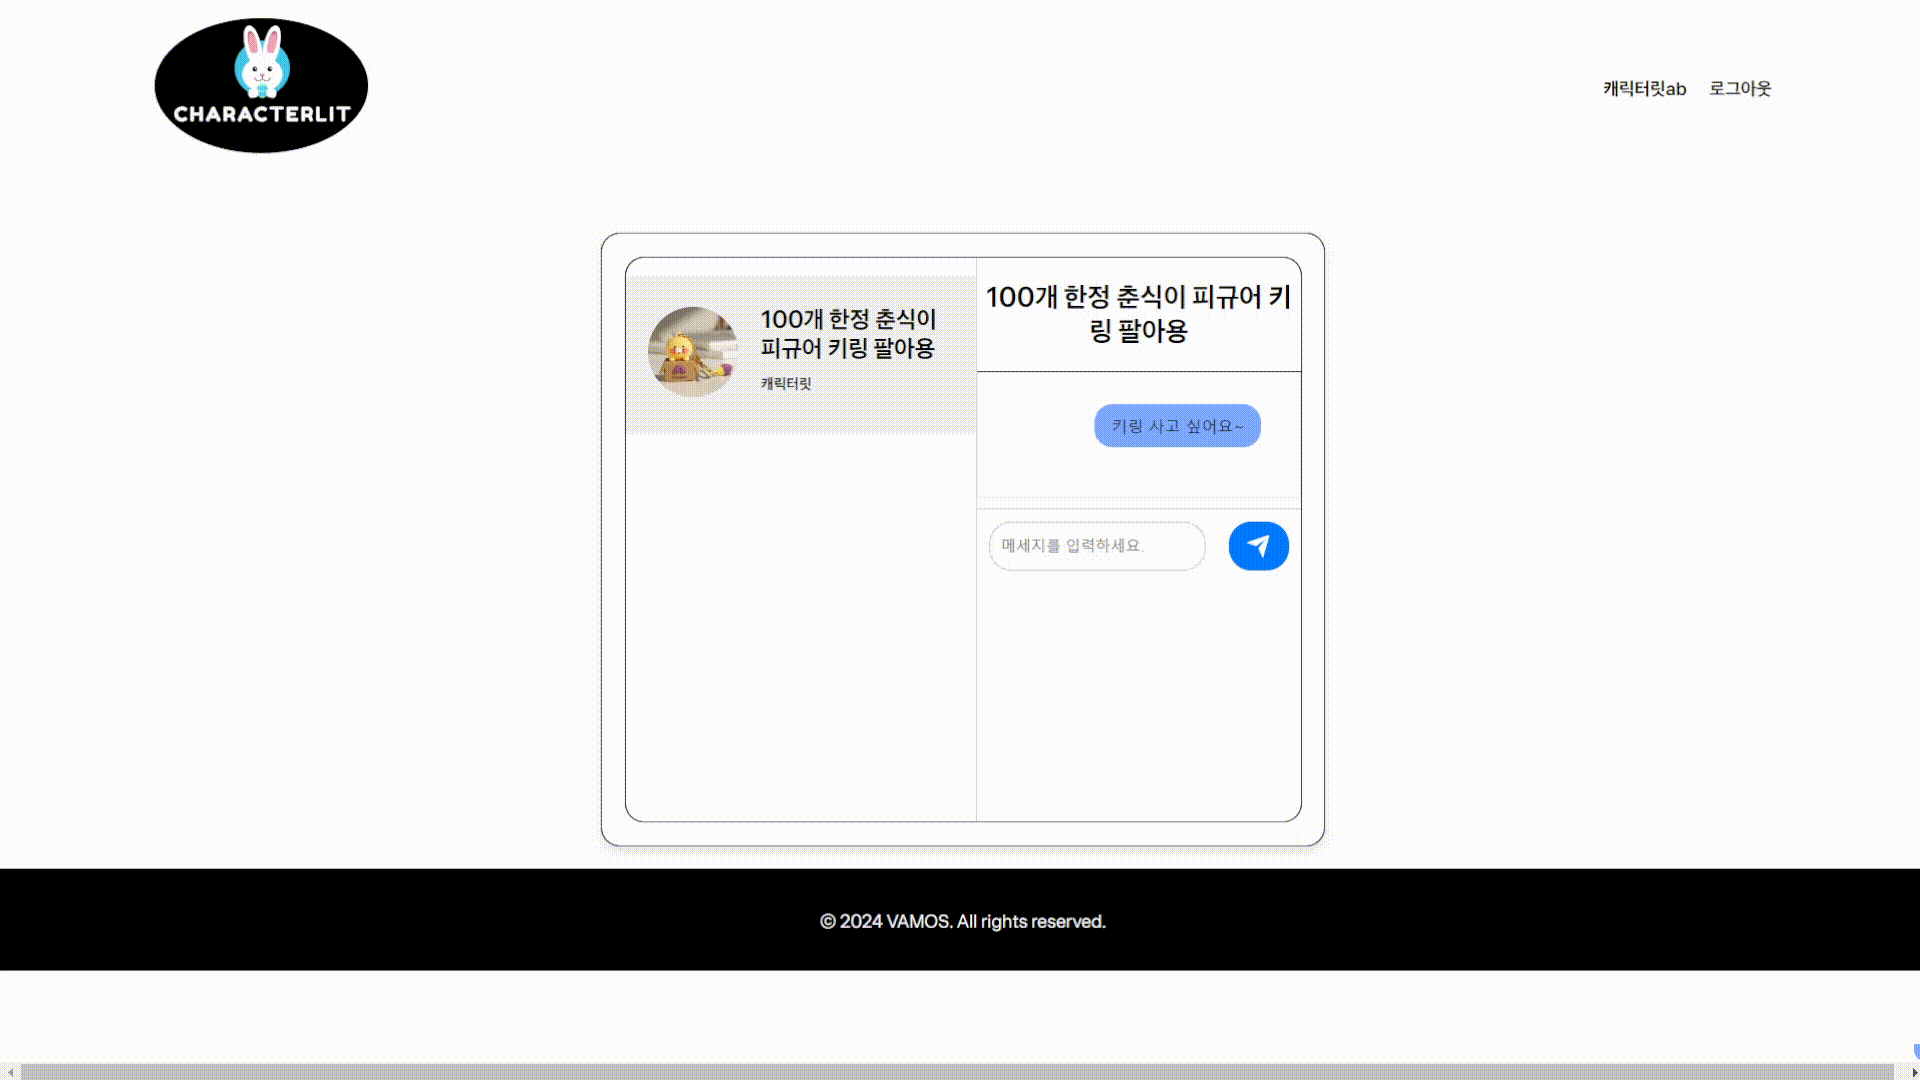 CHARACTERLIT
캐릭터릿ab 로그아웃
100개 한정 춘식이
피규어 키링 팔아용
캐릭터릿
100개 한정 춘식이 피규어 키
링 팔아용
키링 사고 싶어요~
메세지를 입력하세요.
© 2024 VAMOS. All rights reserved.